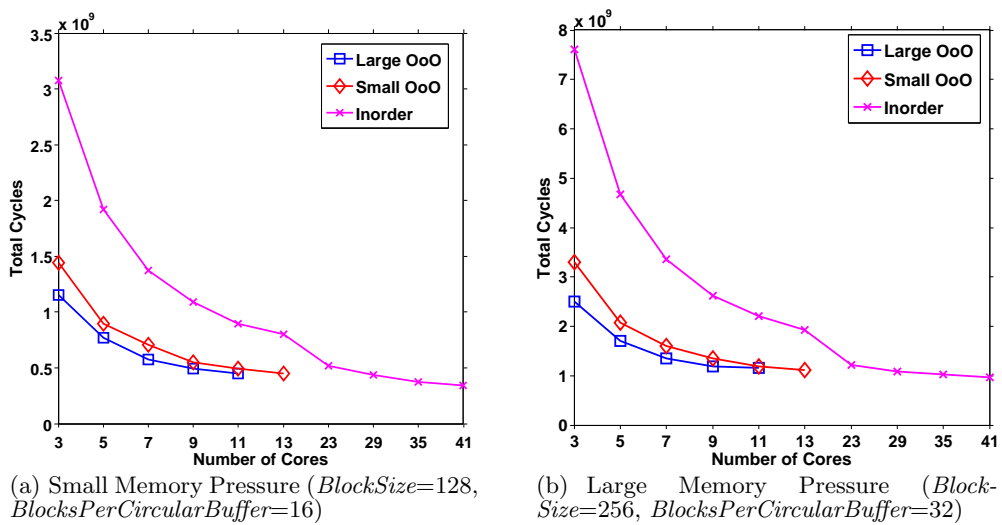 x 10^9
3.5
3
2.5
2
1.5
1
0.5
0
Total Cycles
3 5 7 9 11 13 23 29 35 41
Number of Cores
Large OoO
Small OoO
Inorder
(a) Small Memory Pressure (BlockSize=128,
BlocksPerCircularBuffer=16)
x 10^9
8
7
6
5
4
3
2
1
0
Total Cycles
3 5 7 9 11 13 23 29 35 41
Number of Cores
Large OoO
Small OoO
Inorder
(b) Large Memory Pressure (Block-
Size=256, BlocksPerCircularBuffer=32)